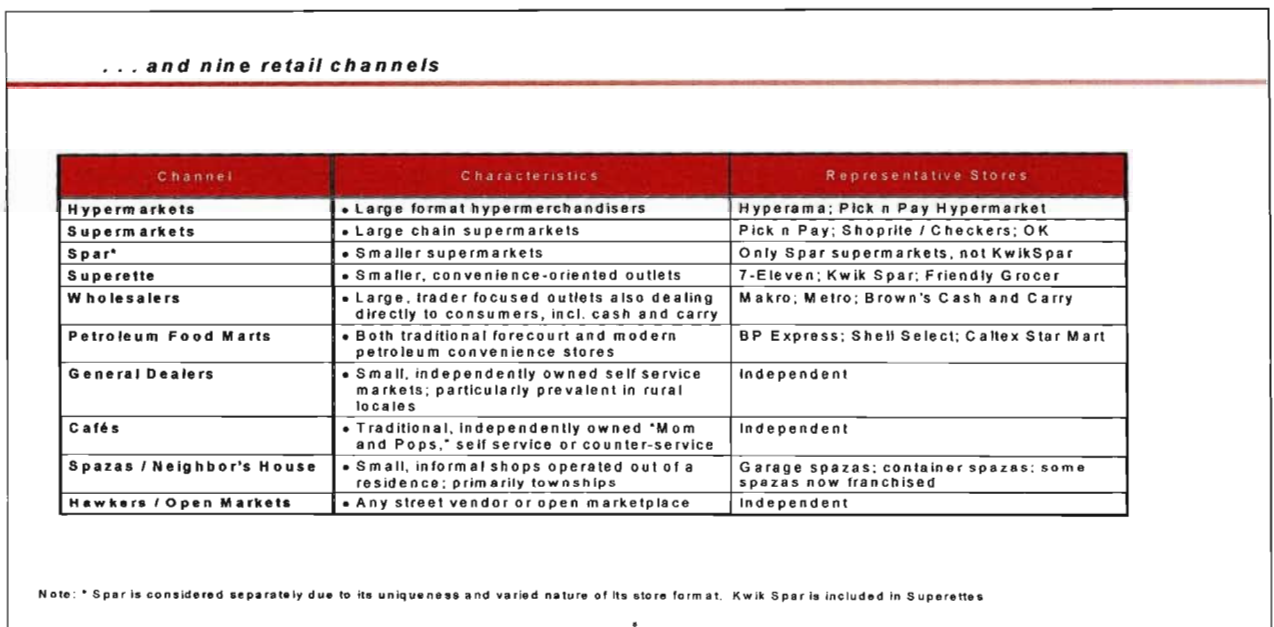 . . . and nine retail channels
Channel Characteristics Representative Stores
Hypermarkets • Large format hypermerchandisers Hyperama; Pick n Pay Hypermarket
Supermarkets • Large chain supermarkets Pick n Pay; Shoprite / Checkers; OK
Spar* • Smaller supermarkets Only Spar supermarkets, not KwikSpar
Superette • Smaller, convenience-oriented outlets 7-Eleven; Kwik Spar; Friendly Grocer
Wholesalers • Large, trader focused outlets also dealing Makro; Metro; Brown's Cash and Carry
directly to consumers, incl. cash and carry
Petroleum Food Marts • Both traditional forecourt and modern BP Express; Shell Select; Caltex Star Mart
petroleum convenience stores
General Dealers • Small, independently owned self service Independent
markets; particularly prevalent in rural
locales
Cafés • Traditional, independently owned "Mom Independent
and Pops," self service or counter-service
Spazas / Neighbor's House • Small, informal shops operated out of a Garage spazas; container spazas; some
residence; primarily townships spazas now franchised
Hawkers / Open Markets • Any street vendor or open marketplace Independent
Note: * Spar is considered separately due to its uniqueness and varied nature of its store format. Kwik Spar is included in Superettes